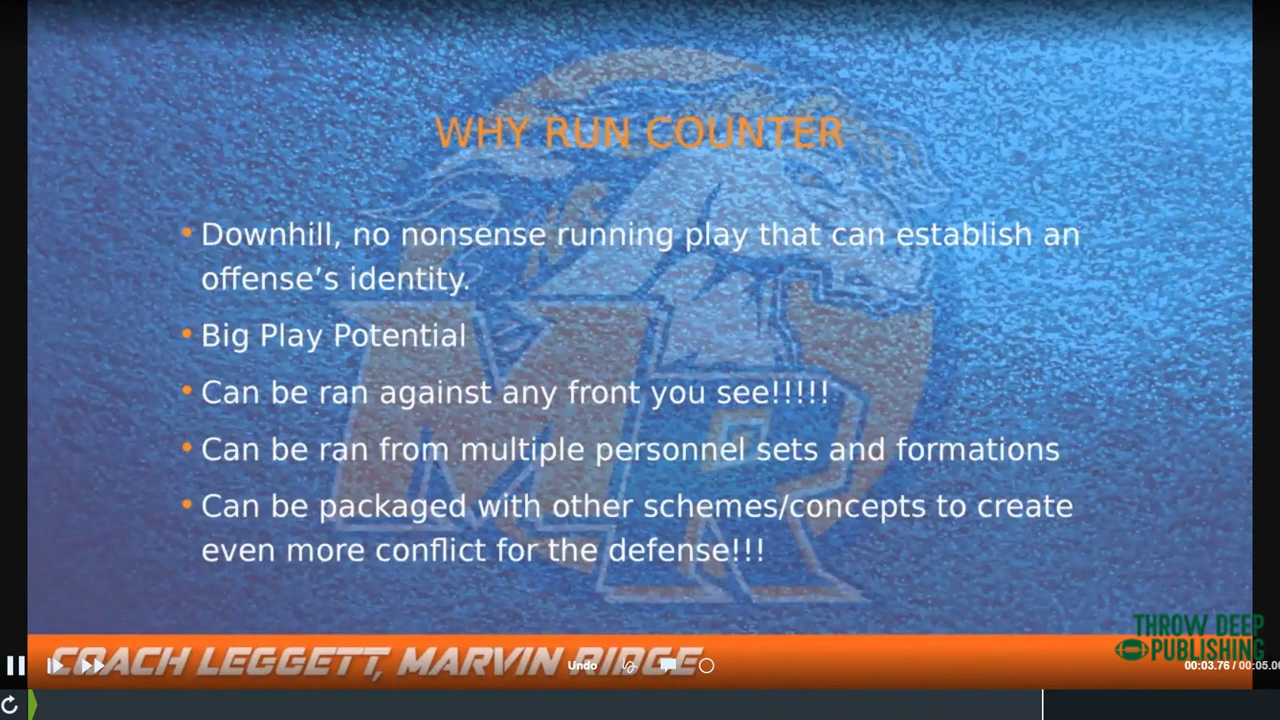 WHY RUN COUNTER
• Downhill, no nonsense running play that can establish an
offense’s identity.
• Big Play Potential
• Can be ran against any front you see!!!!!
• Can be ran from multiple personnel sets and formations
• Can be packaged with other schemes/concepts to create
even more conflict for the defense!!!
MR
THROW DEEP
PUBLISHING
COACH LEGGETT, MARVIN RIDGE
Undo
00:03.76 / 00:05.0